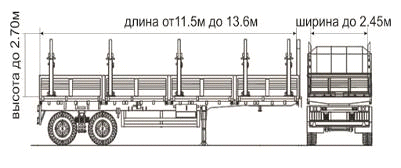 длина от11.5м до 13.6м
ширина до 2.45м
высота до 2.70м